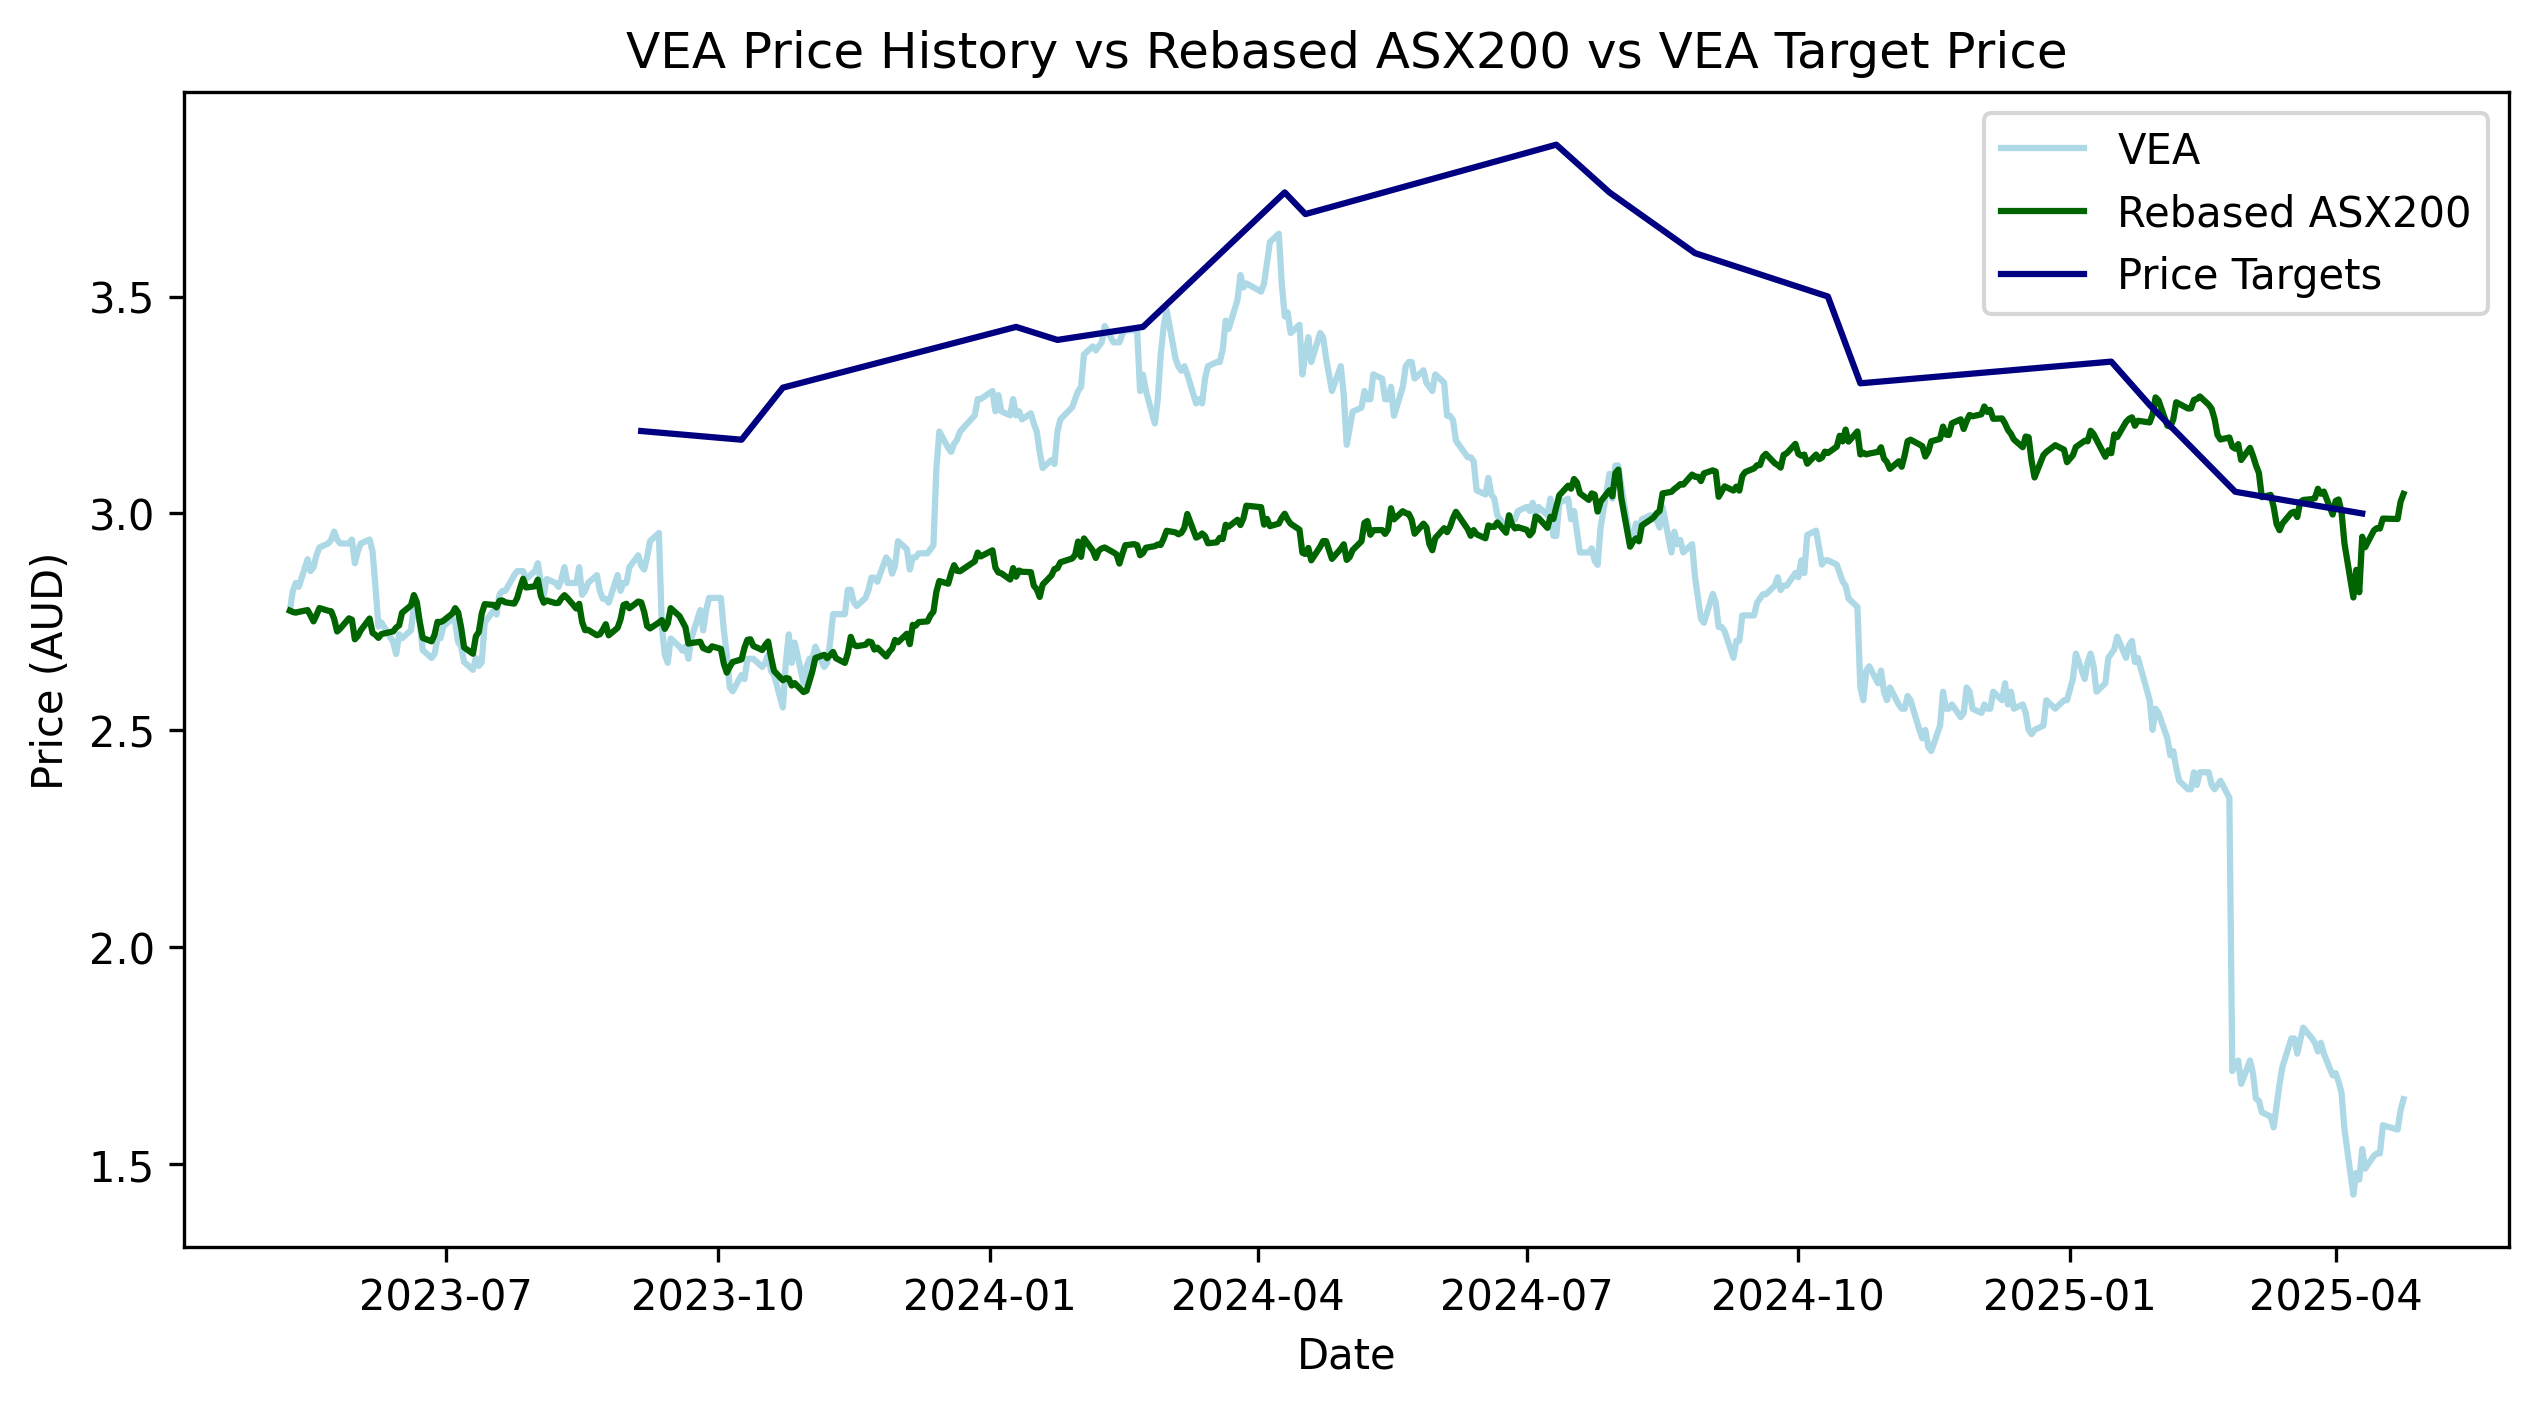 VEA Price History vs Rebased ASX200 vs VEA Target Price
VEA
Rebased ASX200
Price Targets
Price (AUD)
3.5
3.0
2.5
2.0
1.5
2023-07 2023-10 2024-01 2024-04 2024-07 2024-10 2025-01 2025-04
Date